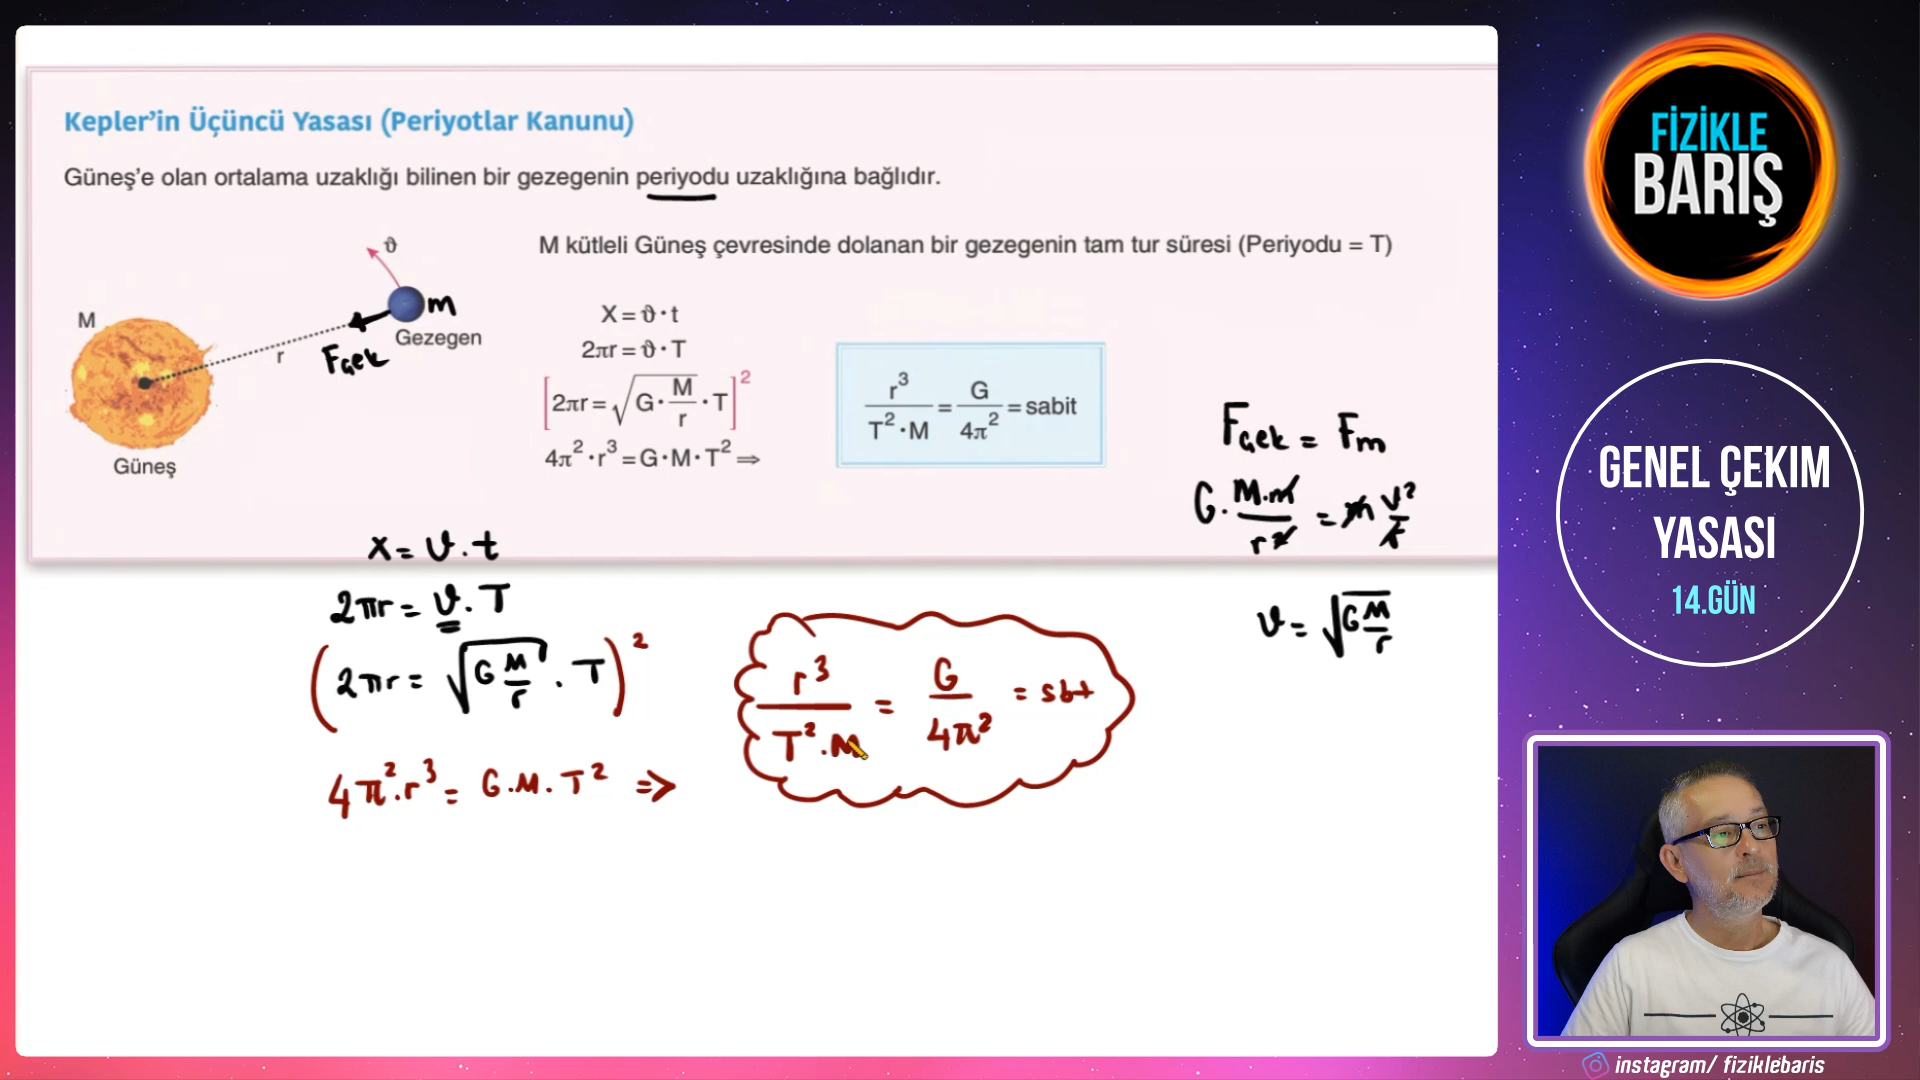 Kepler'in Üçüncü Yasası (Periyotlar Kanunu)
Güneş'e olan ortalama uzaklığı bilinen bir gezegenin periyodu uzaklığına bağlıdır.
M kütleli Güneş çevresinde dolanan bir gezegenin tam tur süresi (Periyodu = T)
ϑ
m
M
Gezegen
r
Fçek
Güneş
X = ϑ · t
2πr = ϑ · T
[2πr = √(G · M/r) · T]²
4π² · r³ = G · M · T² ⇒
r³/(T² · M) = G/4π² = sabit
Fçek = Fm
G · M.m/r² = m v²/r
v = √(G M/r)
x = ϑ . t
2πr = ϑ . T
(2πr = √(G M/r) . T)²
4π² . r³ = G . M . T² ⇒
r³/(T² . M) = G/4π² = sbt
FİZİKLE
BARIŞ
GENEL ÇEKIM
YASASI
14.GÜN
instagram/ fiziklebaris